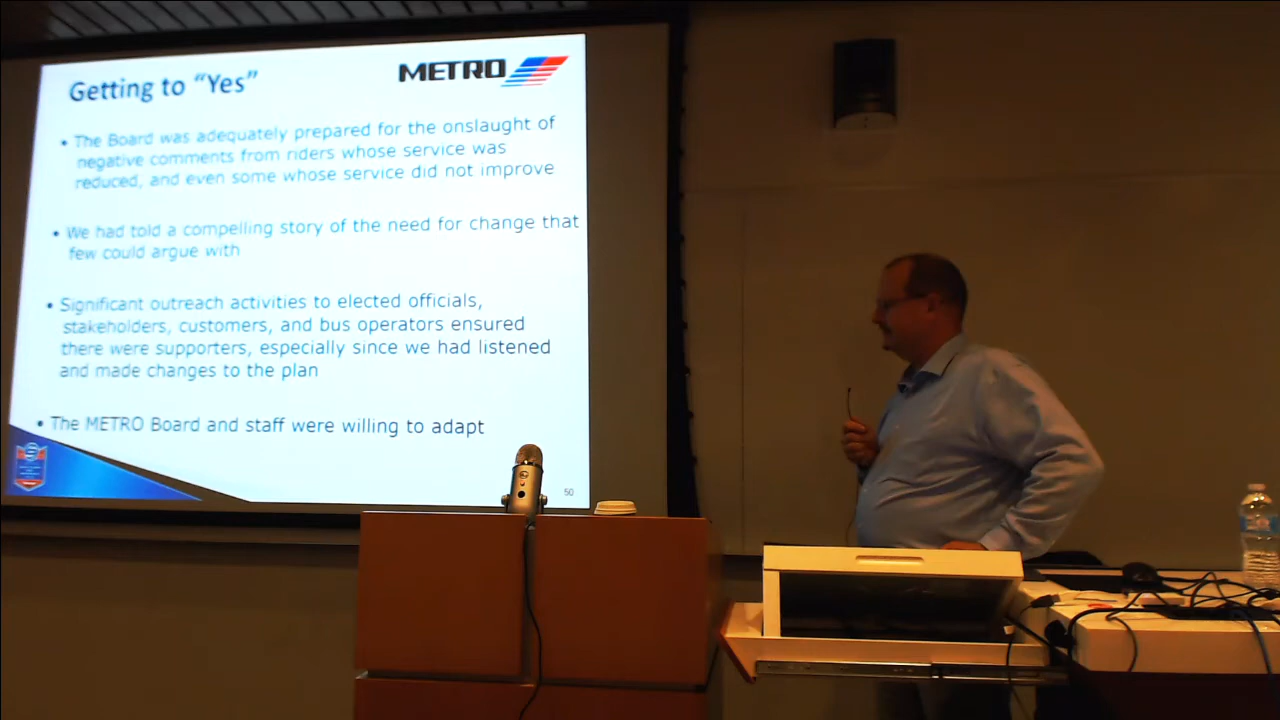 Getting to “Yes”
METRO
• The Board was adequately prepared for the onslaught of
negative comments from riders whose service was
reduced, and even some whose service did not improve
• We had told a compelling story of the need for change that
few could argue with
• Significant outreach activities to elected officials,
stakeholders, customers, and bus operators ensured
there were supporters, especially since we had listened
and made changes to the plan
• The METRO Board and staff were willing to adapt
50